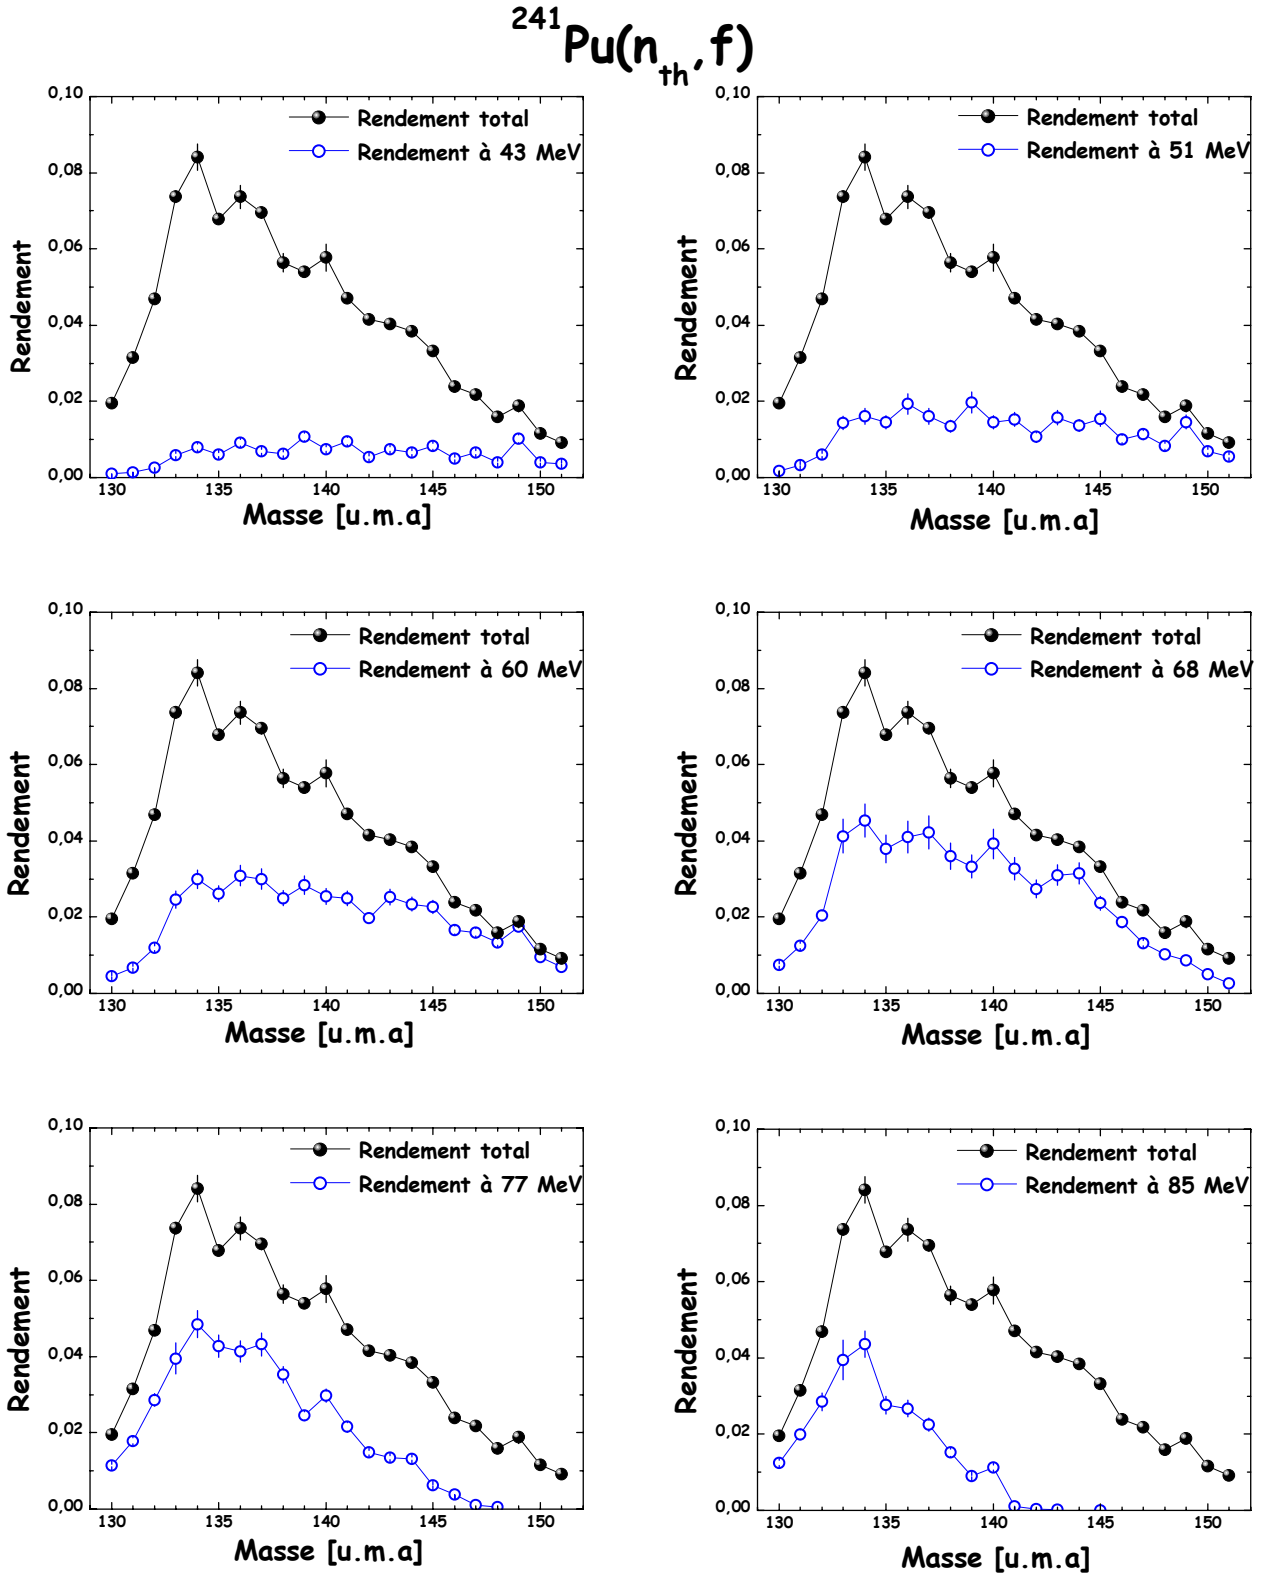 ²⁴¹Pu(nₜₕ,f)
0,10
0,08
0,06
0,04
0,02
0,00
Rendement
Rendement total
Rendement à 43 MeV
130 135 140 145 150
Masse [u.m.a]
0,10
0,08
0,06
0,04
0,02
0,00
Rendement
Rendement total
Rendement à 51 MeV
130 135 140 145 150
Masse [u.m.a]
0,10
0,08
0,06
0,04
0,02
0,00
Rendement
Rendement total
Rendement à 60 MeV
130 135 140 145 150
Masse [u.m.a]
0,10
0,08
0,06
0,04
0,02
0,00
Rendement
Rendement total
Rendement à 68 MeV
130 135 140 145 150
Masse [u.m.a]
0,10
0,08
0,06
0,04
0,02
0,00
Rendement
Rendement total
Rendement à 77 MeV
130 135 140 145 150
Masse [u.m.a]
0,10
0,08
0,06
0,04
0,02
0,00
Rendement
Rendement total
Rendement à 85 MeV
130 135 140 145 150
Masse [u.m.a]